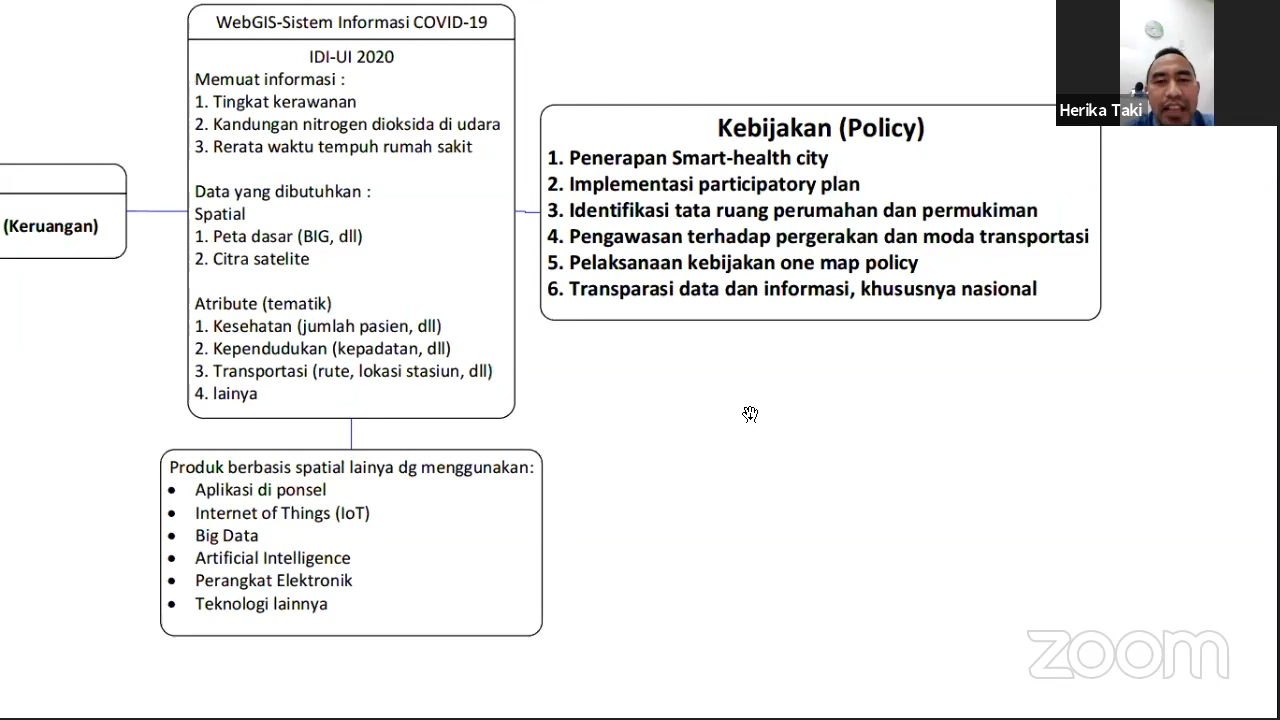 WebGIS-Sistem Informasi COVID-19
IDI-UI 2020
Memuat informasi :
1. Tingkat kerawanan
2. Kandungan nitrogen dioksida di udara
3. Rerata waktu tempuh rumah sakit
Data yang dibutuhkan :
Spatial
1. Peta dasar (BIG, dll)
2. Citra satelite
Atribute (tematik)
1. Kesehatan (jumlah pasien, dll)
2. Kependudukan (kepadatan, dll)
3. Transportasi (rute, lokasi stasiun, dll)
4. lainya
(Keruangan)
Kebijakan (Policy)
1. Penerapan Smart-health city
2. Implementasi participatory plan
3. Identifikasi tata ruang perumahan dan permukiman
4. Pengawasan terhadap pergerakan dan moda transportasi
5. Pelaksanaan kebijakan one map policy
6. Transparasi data dan informasi, khususnya nasional
Produk berbasis spatial lainya dg menggunakan:
• Aplikasi di ponsel
• Internet of Things (IoT)
• Big Data
• Artificial Intelligence
• Perangkat Elektronik
• Teknologi lainnya
Herika Taki
zoom